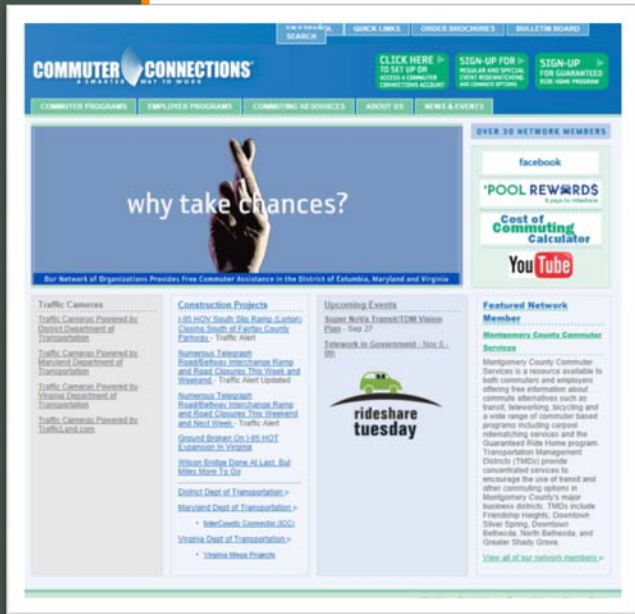 EN ESPAÑOL
QUICK LINKS
ORDER BROCHURES
BULLETIN BOARD
SEARCH
COMMUTER CONNECTIONS
A SMARTER WAY TO WORK
CLICK HERE
TO SET UP OR
ACCESS A COMMUTER
CONNECTIONS ACCOUNT
SIGN-UP FOR
REGULAR AND SPECIAL
EVENT RIDEMATCHING
AND COMMUTE OPTIONS
SIGN-UP
FOR GUARANTEED
RIDE HOME PROGRAM
COMMUTER PROGRAMS
EMPLOYER PROGRAMS
COMMUTING RESOURCES
ABOUT US
NEWS & EVENTS
why take chances?
Our Network of Organizations Provides Free Commuter Assistance in the District of Columbia, Maryland and Virginia
OVER 30 NETWORK MEMBERS
facebook
'POOL REWARDS
it pays to rideshare
Cost of
Commuting
Calculator
YouTube
Traffic Cameras
Traffic Cameras Powered by
District Department of
Transportation
Traffic Cameras Powered by
Maryland Department of
Transportation
Traffic Cameras Powered by
Virginia Department of
Transportation
Traffic Cameras Powered by
TrafficLand.com
Construction Projects
I-95 HOV South Slip Ramp (Lorton)
Closing South of Fairfax County
Parkway - Traffic Alert
Numerous Telegraph
Road/Beltway Interchange Ramp
and Road Closures This Week and
Weekend - Traffic Alert Updated
Numerous Telegraph
Road/Beltway Interchange Ramp
and Road Closures This Weekend
and Next Week - Traffic Alert
Ground Broken On I-95 HOT
Expansion In Virginia
Wilson Bridge Done At Last, But
Miles More To Go
District Dept of Transportation >
Maryland Dept of Transportation >
• InterCounty Connector (ICC)
Virginia Dept of Transportation >
• Virginia Mega Projects
Upcoming Events
Super NoVa Transit/TDM Vision
Plan - Sep 27
Telework in Government - Nov 5 -
9th
rideshare
tuesday
Featured Network
Member
Montgomery County Commuter
Services
Montgomery County Commuter
Services is a resource available to
both commuters and employers
offering free information about
commute alternatives such as
transit, teleworking, bicycling and
a wide range of commuter based
programs including carpool
ridematching services and the
Guaranteed Ride Home program.
Transportation Management
Districts (TMDs) provide
concentrated services to
encourage the use of transit and
other commuting options in
Montgomery County's major
business districts. TMDs include
Friendship Heights, Downtown
Silver Spring, Downtown
Bethesda, North Bethesda, and
Greater Shady Grove.
View all of our network members >